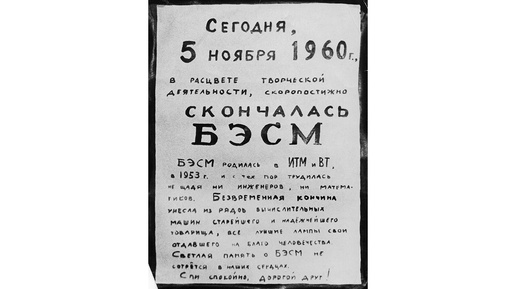 Сегодня,
5 ноября 1960г.,
в расцвете творческой
деятельности, скоропостижно
скончалась
БЭСМ
БЭСМ родилась в ИТМ и ВТ,
в 1953 г. и с тех пор трудилась
не щадя ни инженеров, ни матема-
тиков. Безвременная кончина
унесла из рядов вычислительных
машин старейшего и надёжнейшего
товарища, все лучшие лампы свои
отдавшего на благо человечества.
Светлая память о БЭСМ не
сотрётся в наших сердцах.
Спи спокойно, дорогой друг!